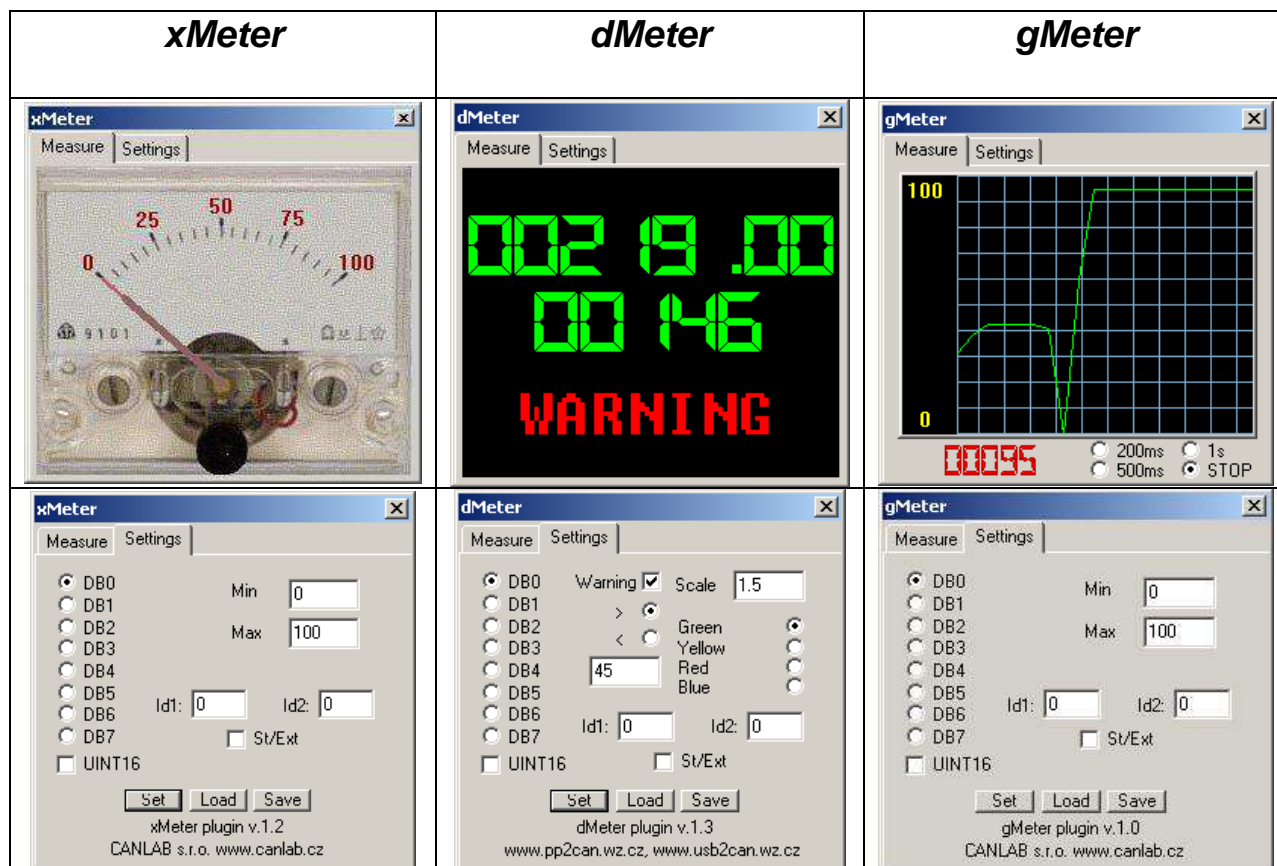 xMeter dMeter gMeter
xMeter
Measure Settings
0 25 50 75 100
9101
dMeter
Measure Settings
00219.00
00146
WARNING
gMeter
Measure Settings
100
0
00095
200ms 1s
500ms STOP
xMeter
Measure Settings
DB0
DB1
DB2
DB3
DB4
DB5
DB6
DB7
UINT16
Min 0
Max 100
Id1: 0 Id2: 0
St/Ext
Set Load Save
xMeter plugin v.1.2
CANLAB s.r.o. www.canlab.cz
dMeter
Measure Settings
DB0
DB1
DB2
DB3
DB4
DB5
DB6
DB7
UINT16
Warning Scale 1.5
>
<
45
Green
Yellow
Red
Blue
Id1: 0 Id2: 0
St/Ext
Set Load Save
dMeter plugin v.1.3
www.pp2can.wz.cz, www.usb2can.wz.cz
gMeter
Measure Settings
DB0
DB1
DB2
DB3
DB4
DB5
DB6
DB7
UINT16
Min 0
Max 100
Id1: 0 Id2: 0
St/Ext
Set Load Save
gMeter plugin v.1.0
CANLAB s.r.o. www.canlab.cz